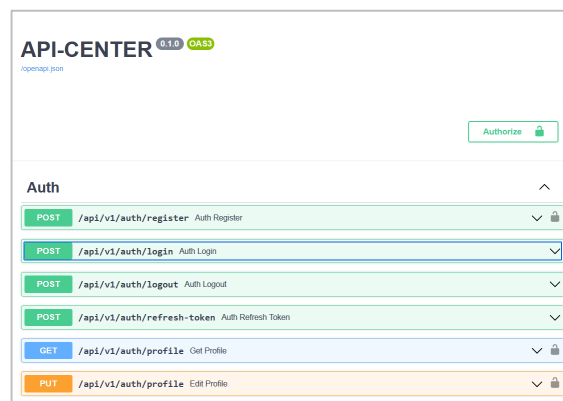 API-CENTER 0.1.0 OAS3
/openapi.json
Authorize
Auth
POST /api/v1/auth/register Auth Register
POST /api/v1/auth/login Auth Login
POST /api/v1/auth/logout Auth Logout
POST /api/v1/auth/refresh-token Auth Refresh Token
GET /api/v1/auth/profile Get Profile
PUT /api/v1/auth/profile Edit Profile